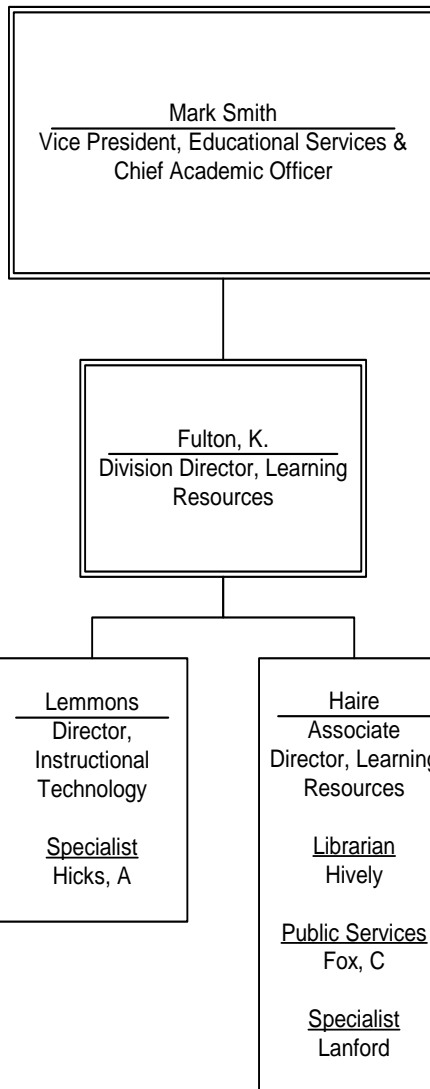 Mark Smith
Vice President, Educational Services &
Chief Academic Officer
Fulton, K.
Division Director, Learning
Resources
Lemmons
Director,
Instructional
Technology
Specialist
Hicks, A
Haire
Associate
Director, Learning
Resources
Librarian
Hively
Public Services
Fox, C
Specialist
Lanford